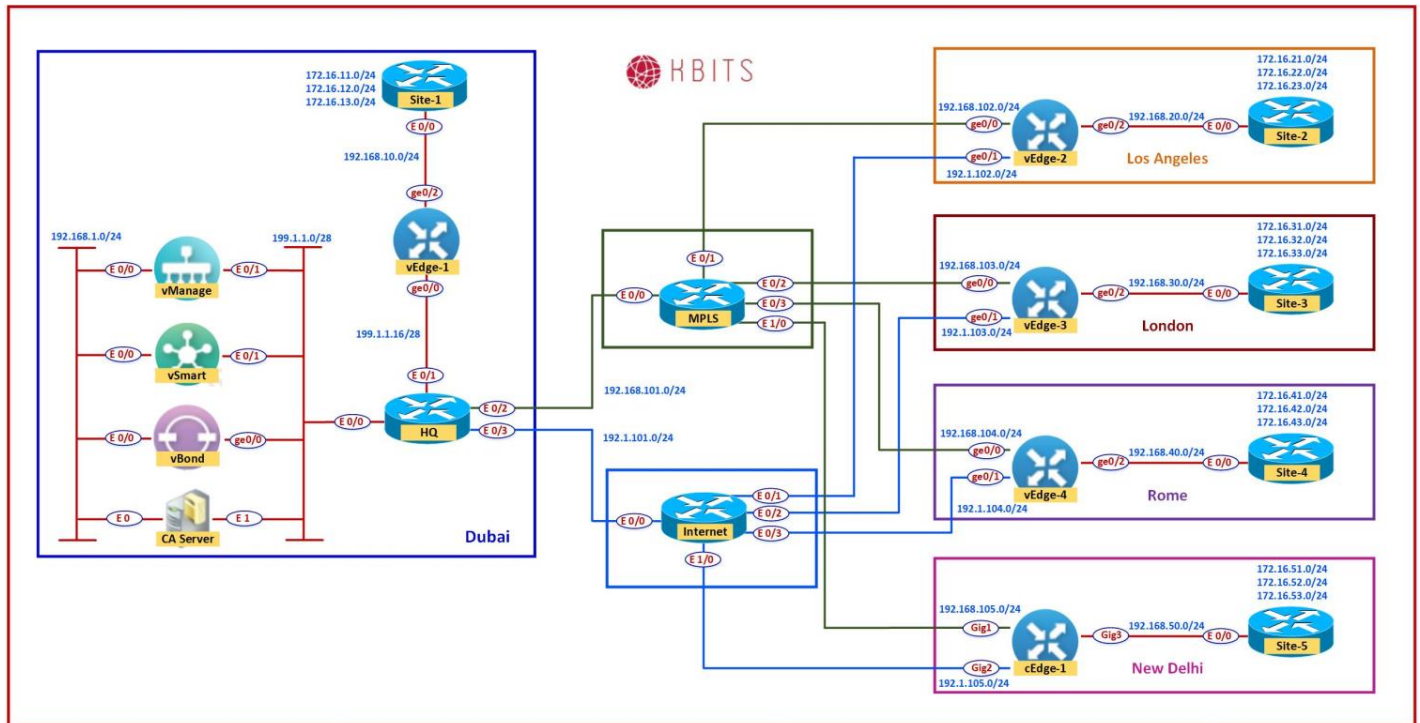 KBITS
172.16.11.0/24
172.16.12.0/24
172.16.13.0/24
Site-1
E 0/0
192.168.10.0/24
ge0/2
vEdge-1
ge0/0
199.1.1.16/28
E 0/1
HQ
E 0/0
E 0/2
E 0/3
192.168.1.0/24
199.1.1.0/28
E 0/0
vManage
E 0/1
E 0/0
vSmart
E 0/1
E 0/0
vBond
ge0/0
E 0
CA Server
E 1
Dubai
192.168.101.0/24
192.1.101.0/24
E 0/1
E 0/0
MPLS
E 0/2
E 0/3
E 1/0
E 0/0
Internet
E 0/1
E 0/2
E 0/3
E 1/0
192.168.102.0/24
ge0/0
ge0/1
192.1.102.0/24
vEdge-2
ge0/2
192.168.20.0/24
E 0/0
172.16.21.0/24
172.16.22.0/24
172.16.23.0/24
Site-2
Los Angeles
192.168.103.0/24
ge0/0
ge0/1
192.1.103.0/24
vEdge-3
ge0/2
192.168.30.0/24
E 0/0
172.16.31.0/24
172.16.32.0/24
172.16.33.0/24
Site-3
London
192.168.104.0/24
ge0/0
ge0/1
192.1.104.0/24
vEdge-4
ge0/2
192.168.40.0/24
E 0/0
172.16.41.0/24
172.16.42.0/24
172.16.43.0/24
Site-4
Rome
192.168.105.0/24
Gig1
Gig2
192.1.105.0/24
cEdge-1
Gig3
192.168.50.0/24
E 0/0
172.16.51.0/24
172.16.52.0/24
172.16.53.0/24
Site-5
New Delhi